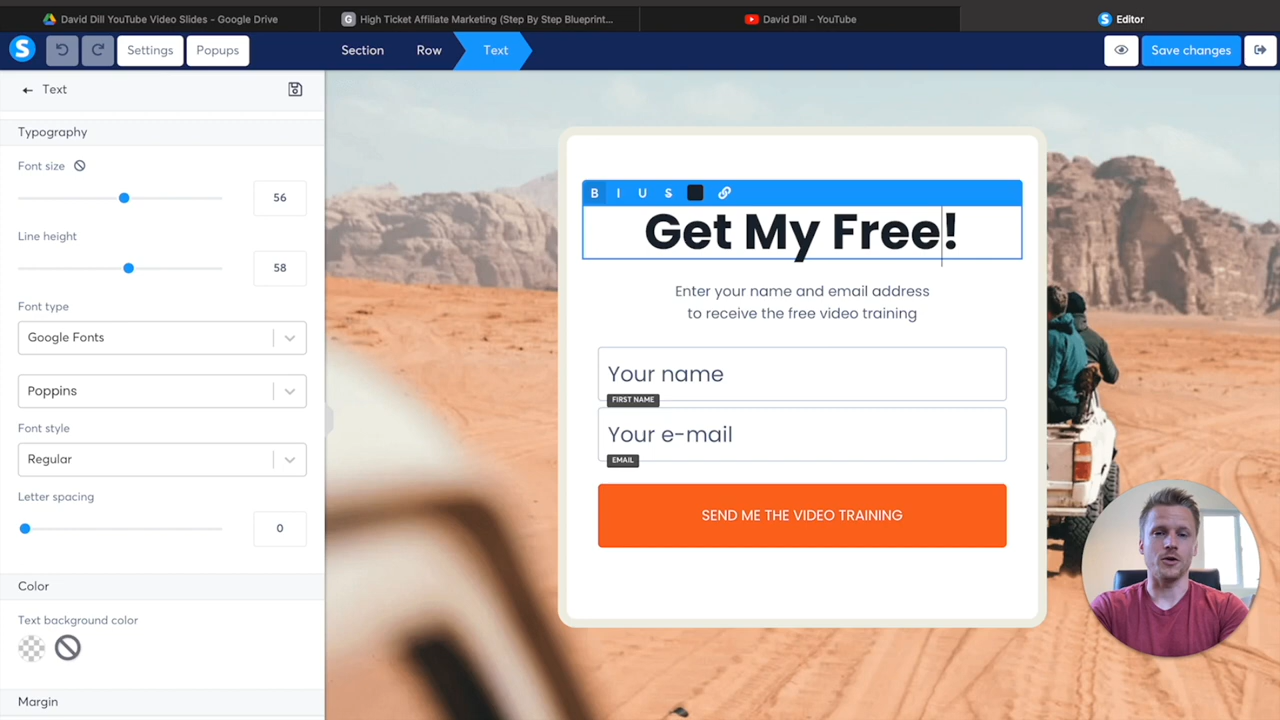 David Dill YouTube Video Slides - Google Drive
High Ticket Affiliate Marketing (Step By Step Blueprint...
David Dill - YouTube
Editor
Settings
Popups
Section
Row
Text
Save changes
Text
Typography
Font size
56
Line height
58
Font type
Google Fonts
Poppins
Font style
Regular
Letter spacing
0
Color
Text background color
Margin
B I U S
Get My Free!
Enter your name and email address
to receive the free video training
Your name
FIRST NAME
Your e-mail
EMAIL
SEND ME THE VIDEO TRAINING